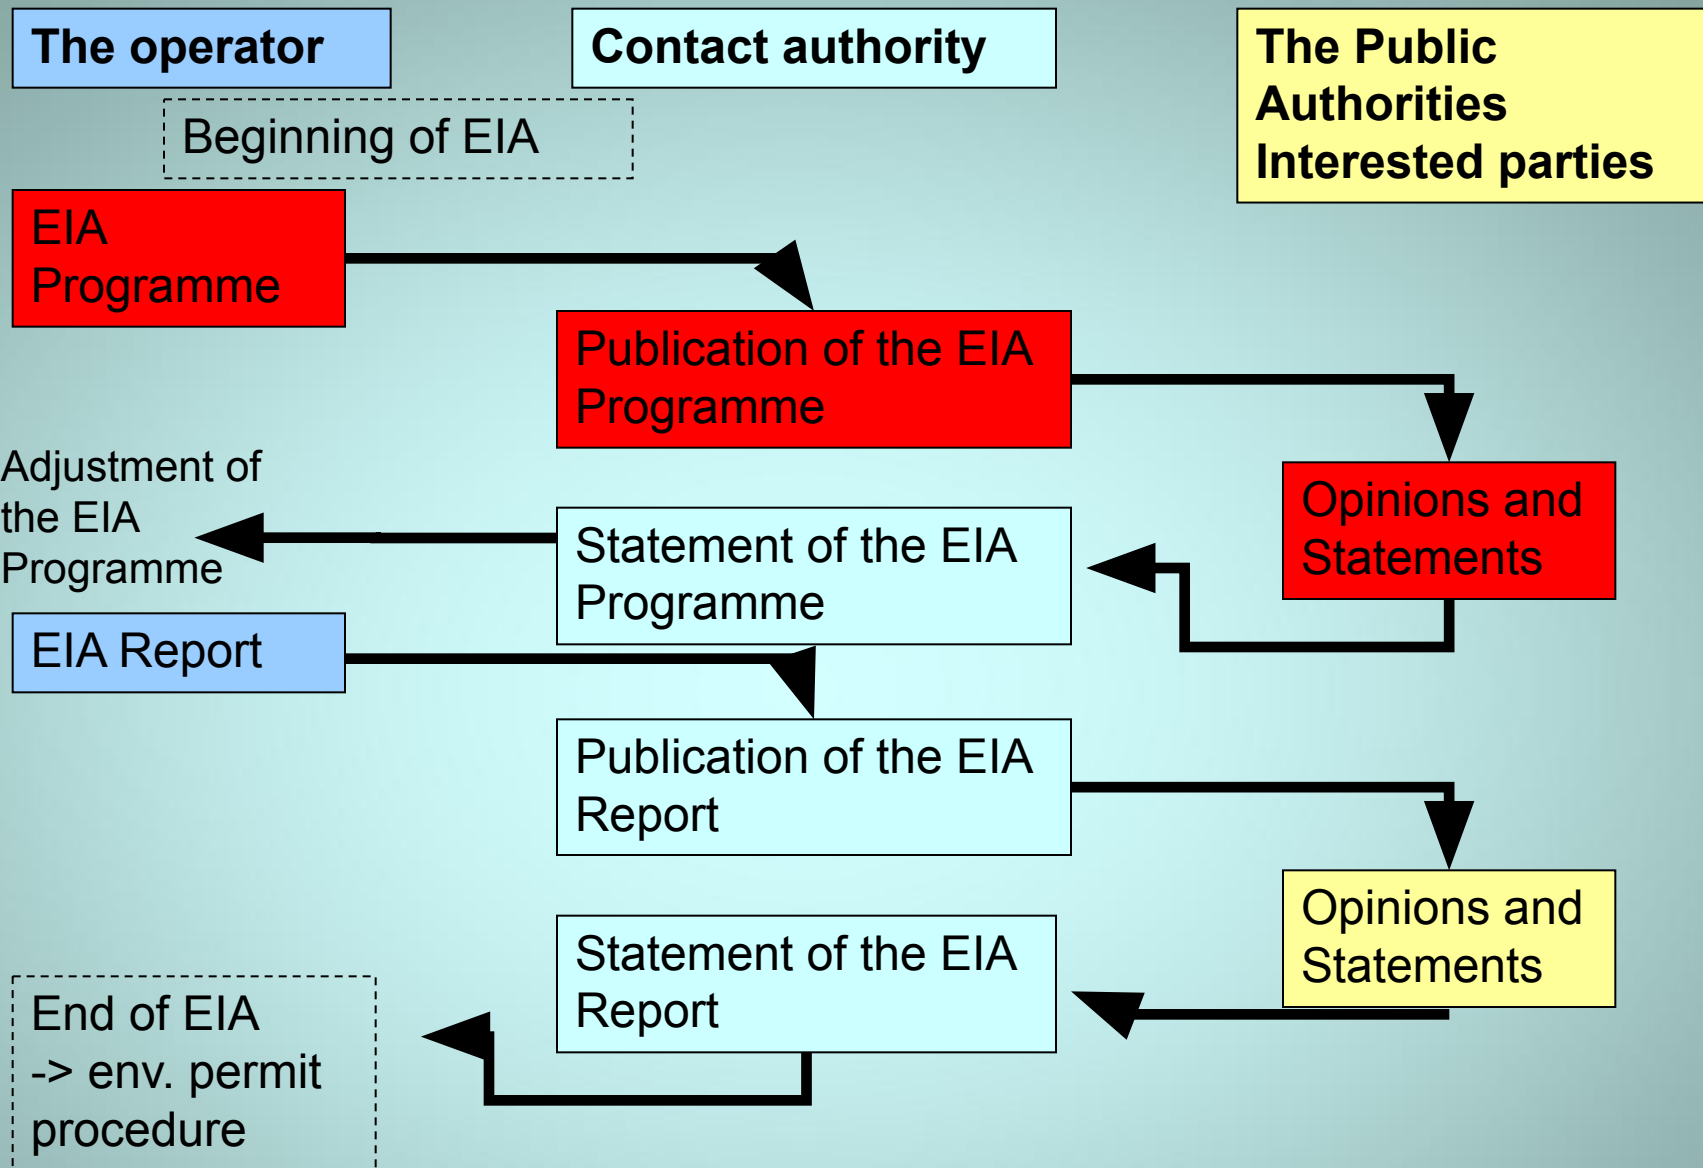 The operator
Contact authority
The Public
Authorities
Interested parties
Beginning of EIA
EIA
Programme
Publication of the EIA
Programme
Opinions and
Statements
Statement of the EIA
Programme
Adjustment of
the EIA
Programme
EIA Report
Publication of the EIA
Report
Opinions and
Statements
Statement of the EIA
Report
End of EIA
-> env. permit
procedure